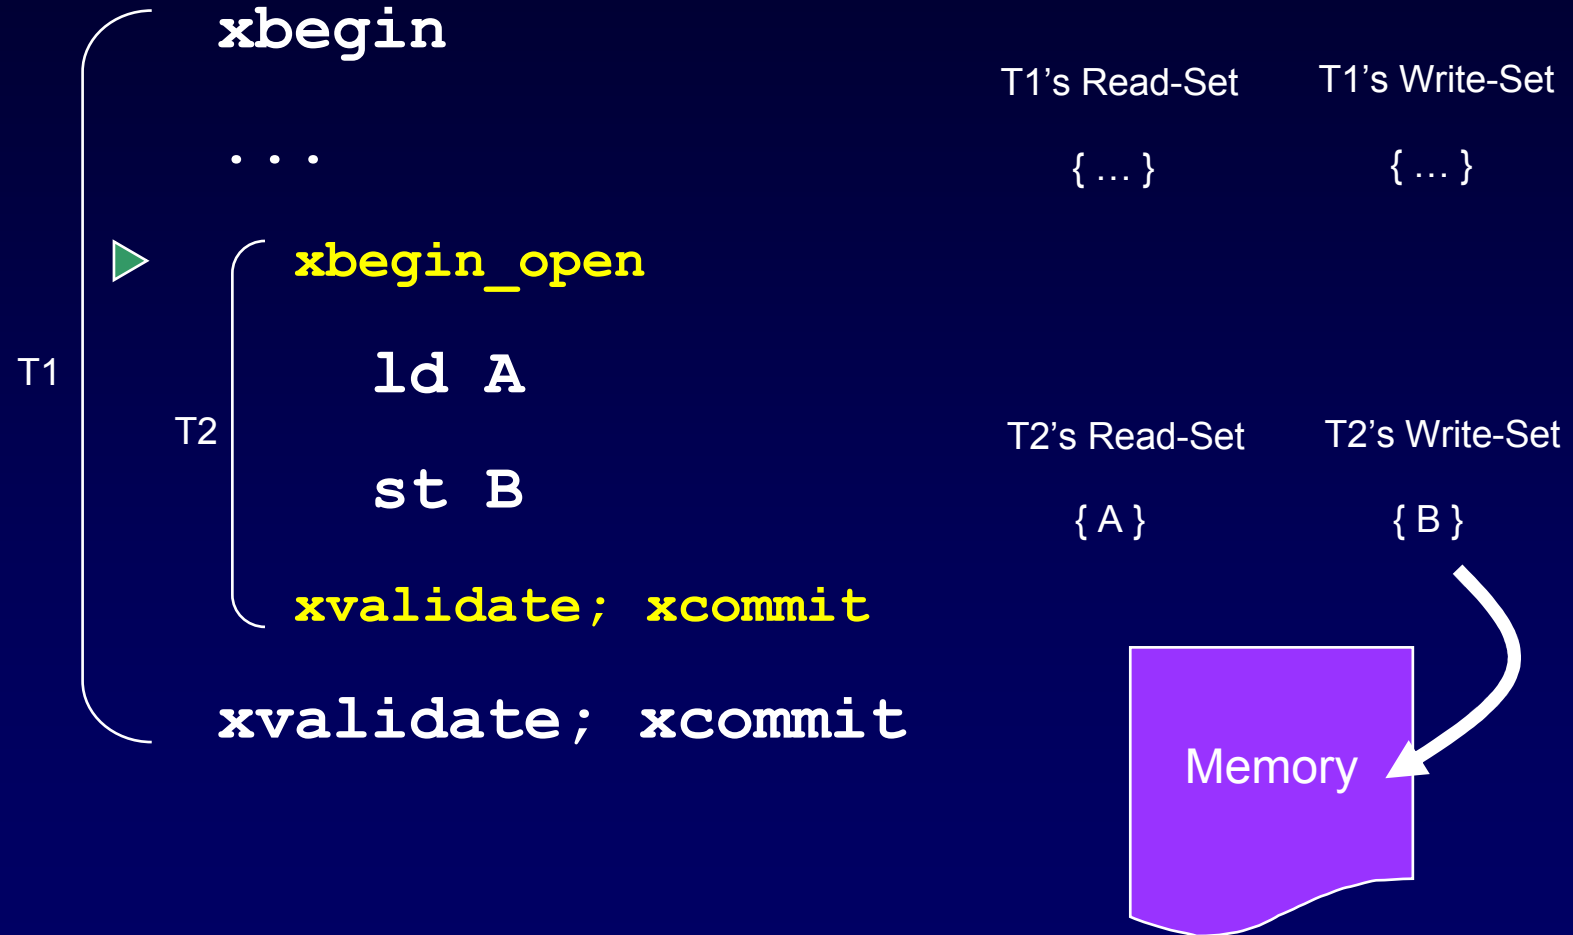 xbegin
T1's Read-Set
T1's Write-Set
...
{ … }
{ … }
xbegin_open
T1
ld A
T2
T2's Read-Set
T2's Write-Set
st B
{ A }
{ B }
xvalidate; xcommit
xvalidate; xcommit
Memory